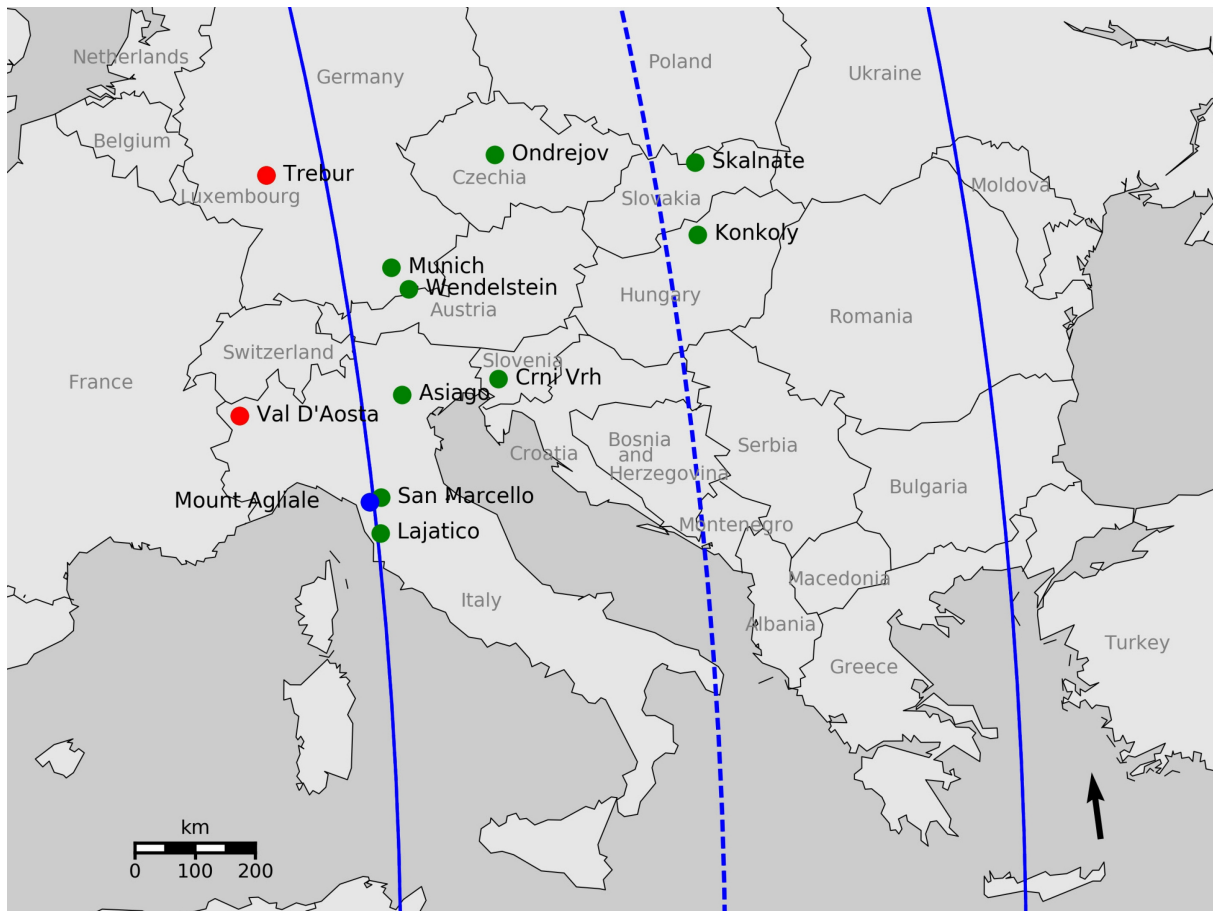 Netherlands
Poland
Germany
Ukraine
Belgium
Ondrejov
Skalnate
Trebur
Czechia
Moldova
Luxembourg
Slovakia
Konkoly
Munich
Wendelstein
Hungary
Austria
Romania
Switzerland
Slovenia
Crni Vrh
France
Asiago
Val D'Aosta
Bosnia
and
Herzegovina
Serbia
Croatia
Bulgaria
San Marcello
Mount Agliale
Montenegro
Lajatico
Macedonia
Italy
Albania
Turkey
Greece
km
0 100 200